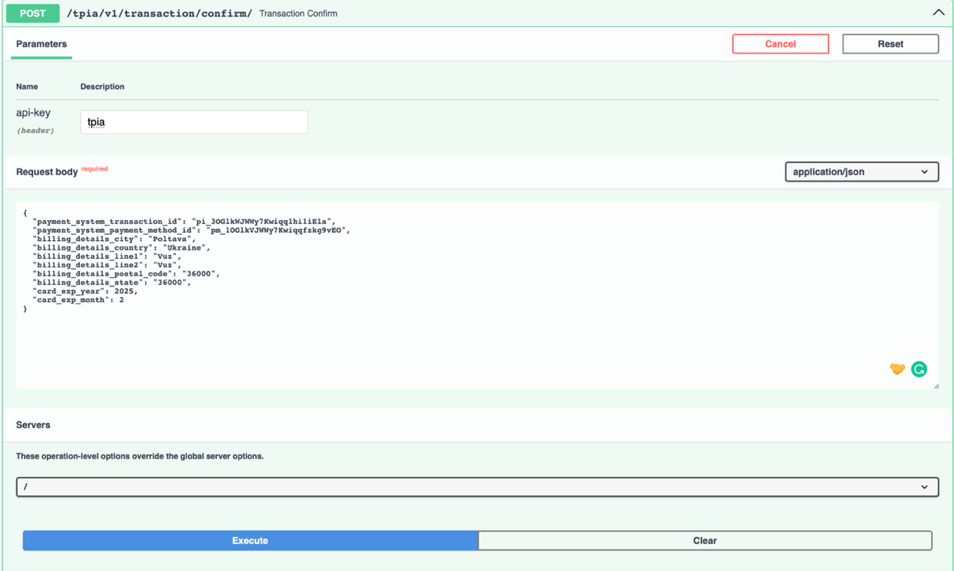 POST /tpia/v1/transaction/confirm/ Transaction Confirm
Parameters
Cancel
Reset
Name Description
api-key
(header)
tpia
Request body required
application/json
{
"payment_system_transaction_id": "pi_3OGlkWJWWy7Kwiqq1hi1iE1a",
"payment_system_payment_method_id": "pm_1OGlkVJWWy7Kwiqqfzkg9vEO",
"billing_details_city": "Poltava",
"billing_details_country": "Ukraine",
"billing_details_line1": "Vuz",
"billing_details_line2": "Vuz",
"billing_details_postal_code": "36000",
"billing_details_state": "36000",
"card_exp_year": 2025,
"card_exp_month": 2
}
Servers
These operation-level options override the global server options.
/
Execute
Clear